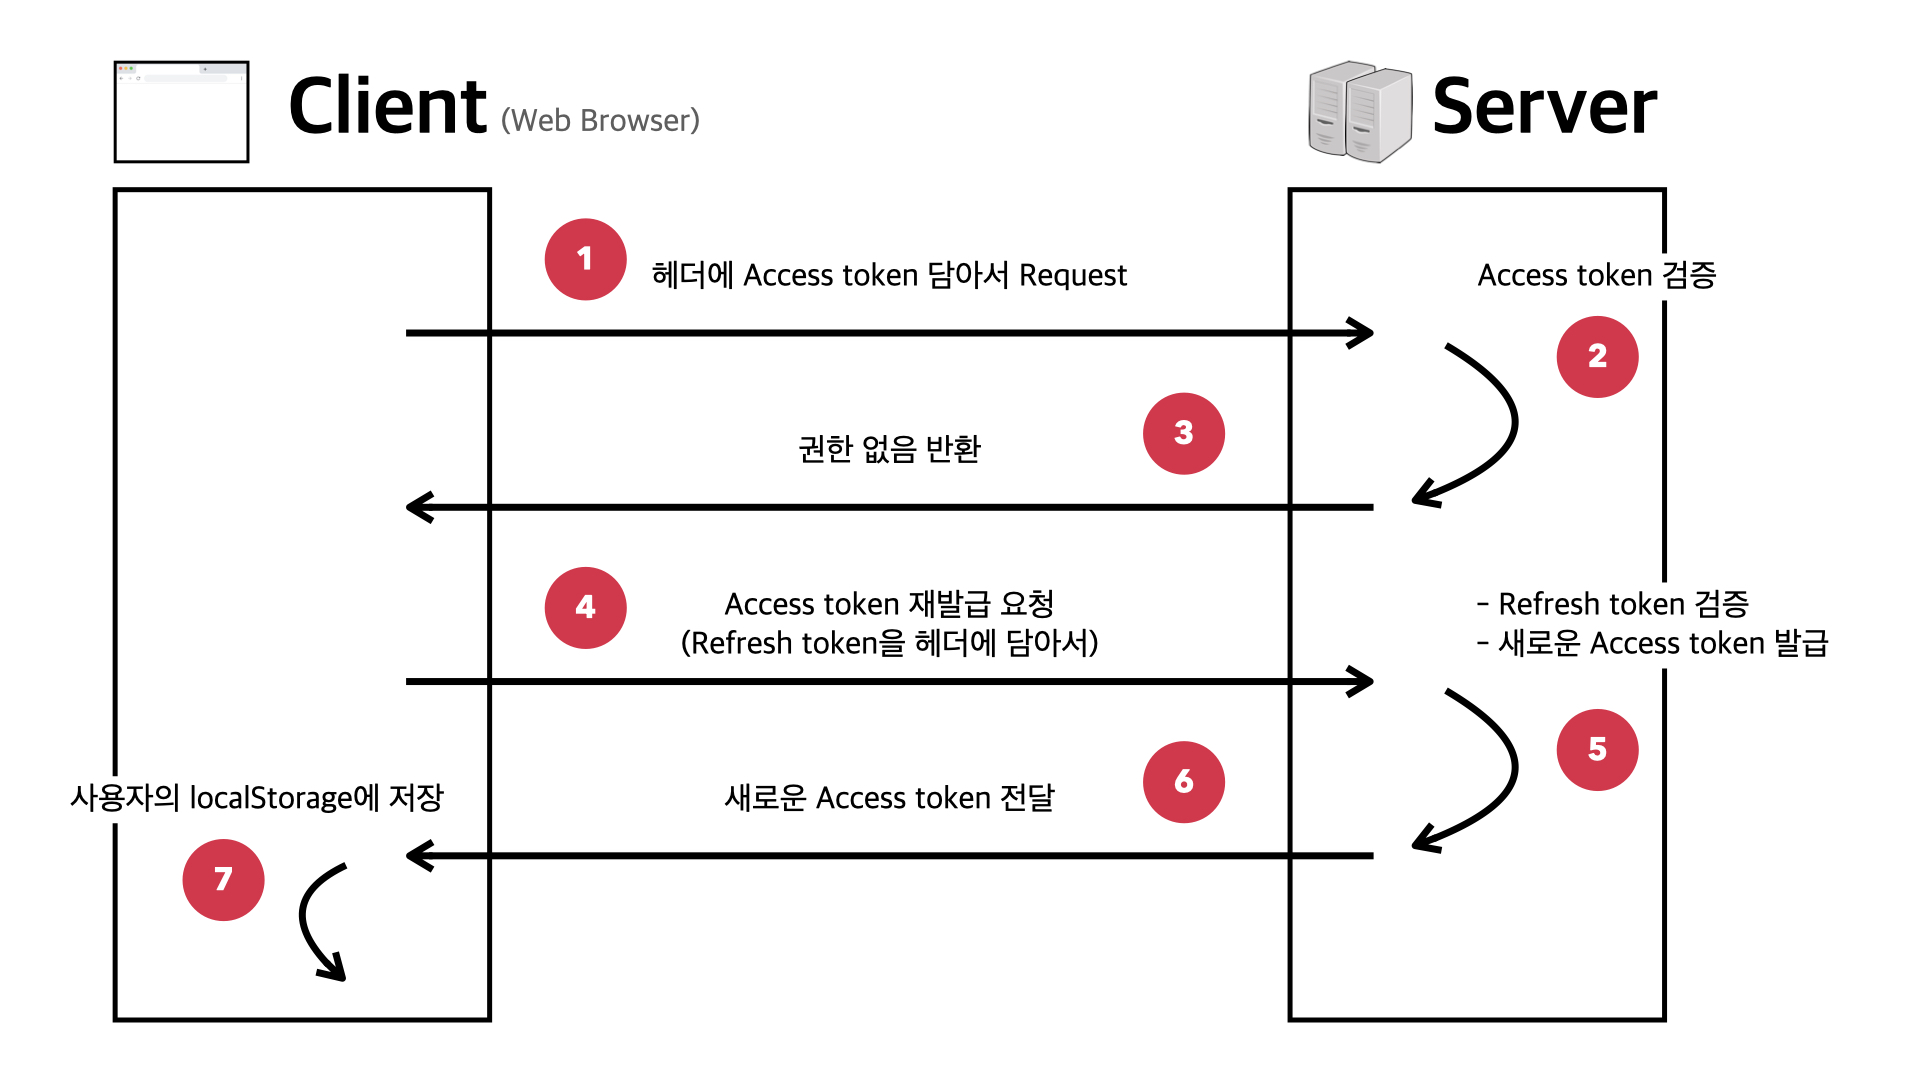 Client (Web Browser)
Server
1
헤더에 Access token 담아서 Request
Access token 검증
2
3
권한 없음 반환
4
Access token 재발급 요청
(Refresh token을 헤더에 담아서)
- Refresh token 검증
- 새로운 Access token 발급
5
6
새로운 Access token 전달
사용자의 localStorage에 저장
7